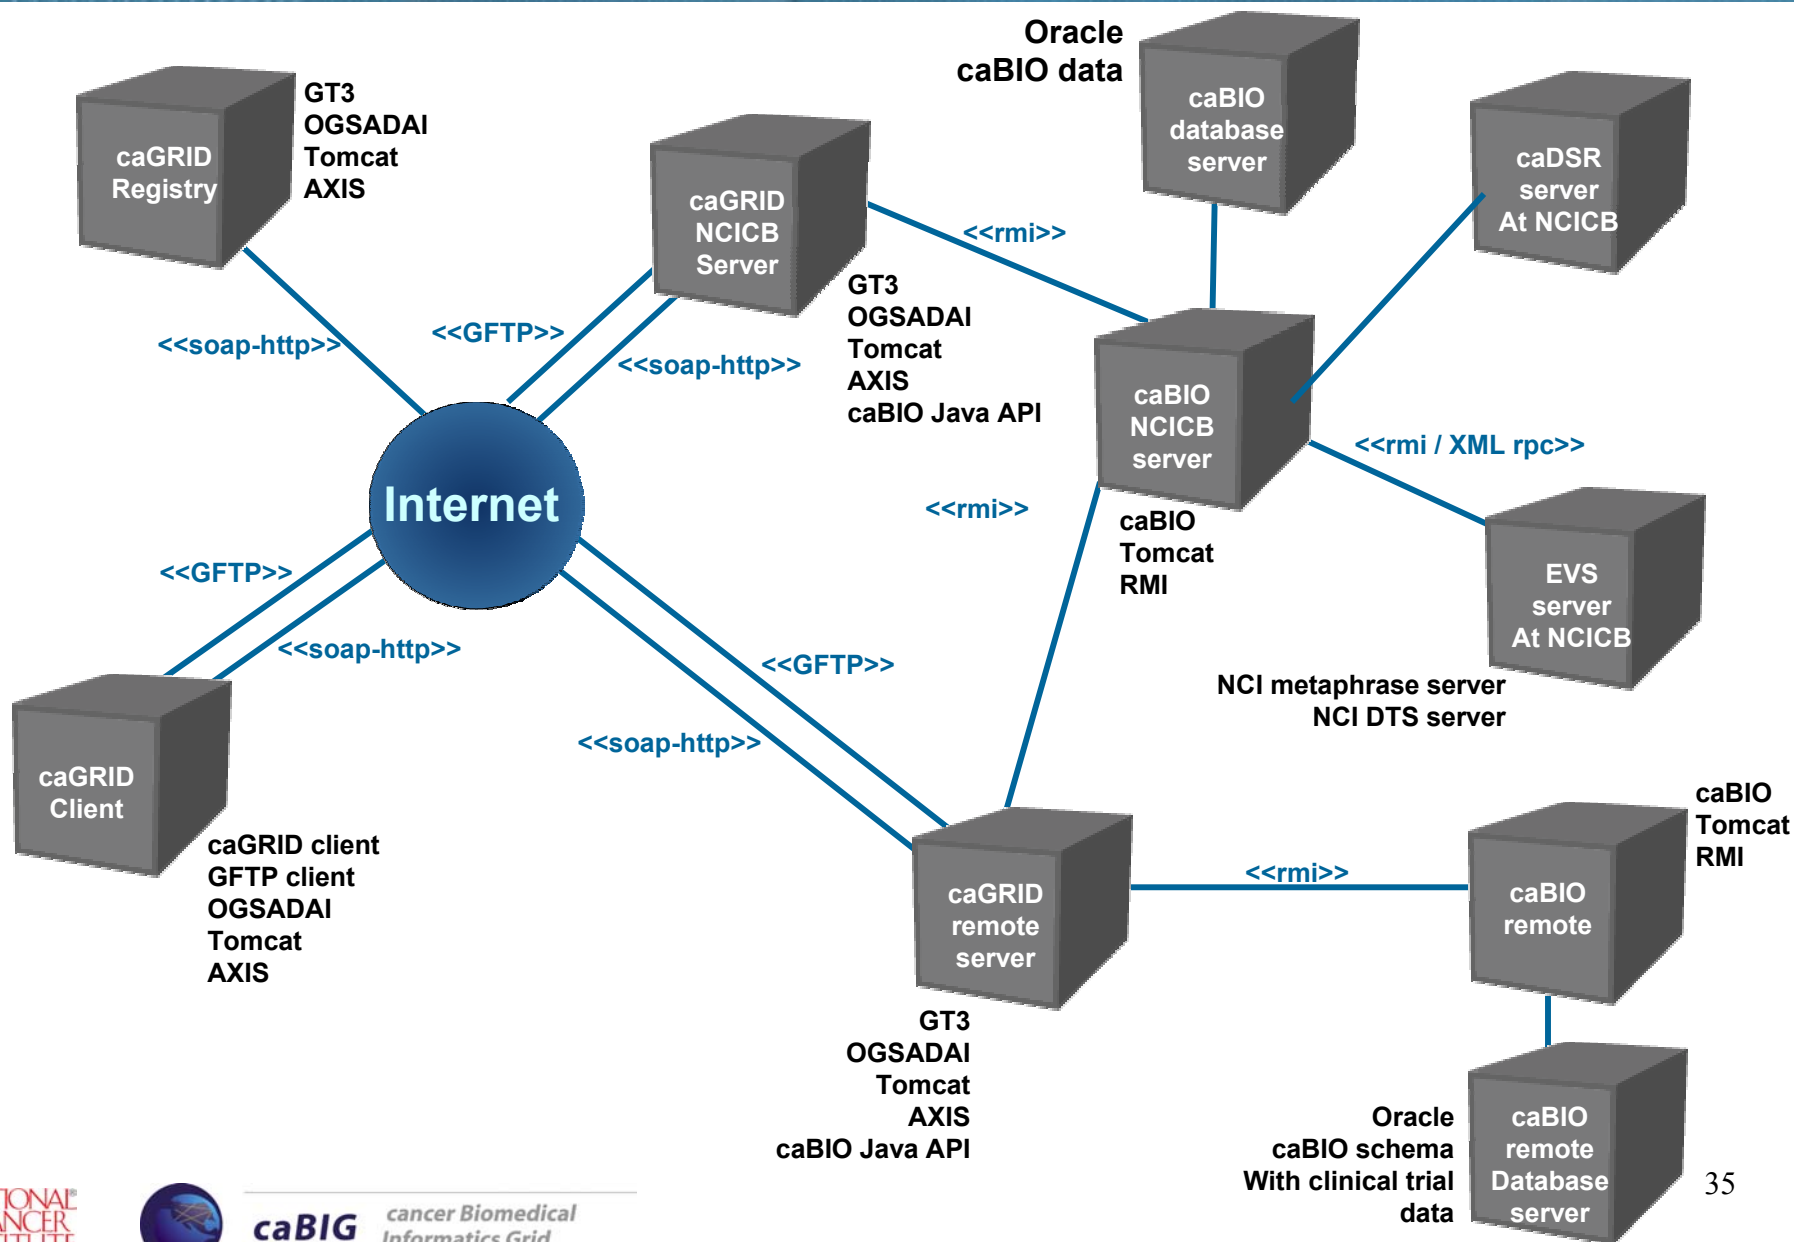 Oracle
caBIO data
caBIO
database
server
caGRID
Registry
GT3
OGSADAI
Tomcat
AXIS
caGRID
NCICB
Server
GT3
OGSADAI
Tomcat
AXIS
caBIO Java API
<<rmi>>
caDSR
server
At NCICB
<<soap-http>>
<<GFTP>>
<<soap-http>>
caBIO
NCICB
server
caBIO
Tomcat
RMI
<<rmi / XML rpc>>
<<rmi>>
Internet
EVS
server
At NCICB
NCI metaphrase server
NCI DTS server
<<GFTP>>
<<soap-http>>
<<GFTP>>
<<soap-http>>
caGRID
Client
caGRID client
GFTP client
OGSADAI
Tomcat
AXIS
caGRID
remote
server
GT3
OGSADAI
Tomcat
AXIS
caBIO Java API
<<rmi>>
caBIO
remote
caBIO
Tomcat
RMI
Oracle
caBIO schema
With clinical trial
data
caBIO
remote
Database
server
35
caBIG
cancer Biomedical
Informatics Grid